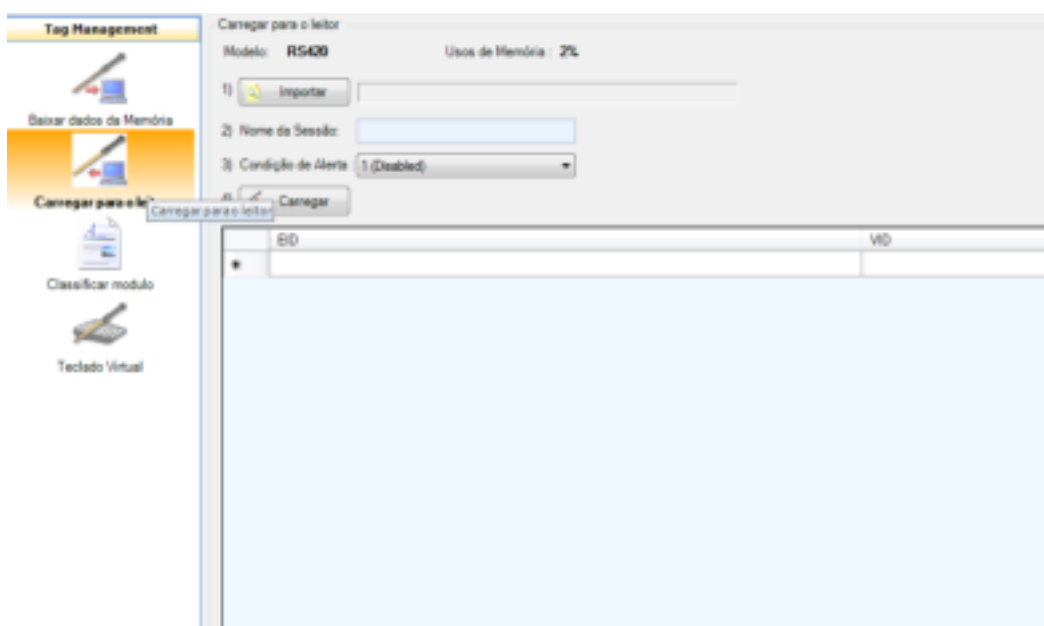 Tag Management
Baixar dados da Memória
Carregar para o leit
Carregar para o leitor
Classificar modulo
Teclado Virtual
Carregar para o leitor
Modelo: RS420 Usos de Memória : 2%
1) Importar
2) Nome da Sessão:
3) Condição de Alerta 1 (Disabled)
Carregar
EID VID